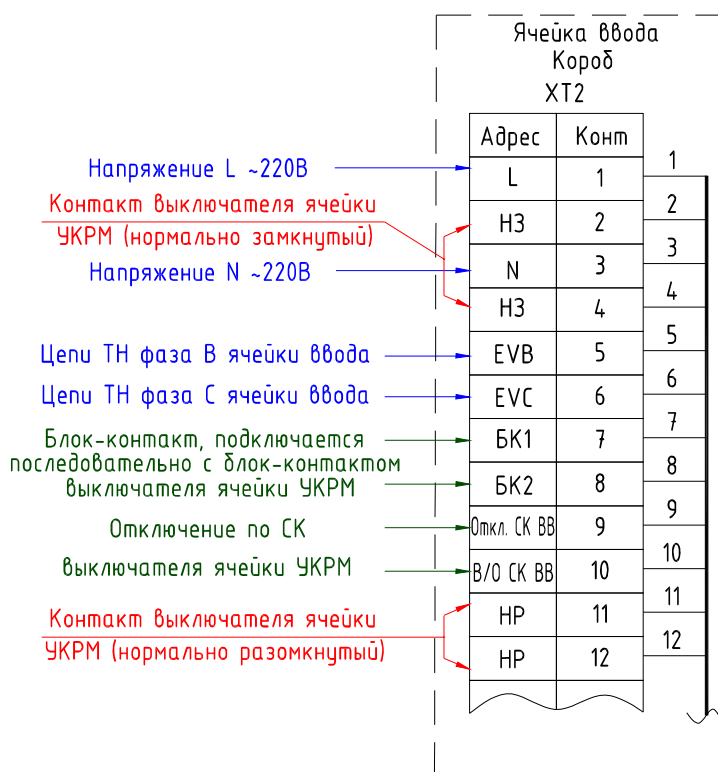 Ячейка ввода
Короб
XT2
Адрес Конт
Напряжение L ~220В L 1 1
Контакт выключателя ячейки
УКРМ (нормально замкнутый) НЗ 2 2
Напряжение N ~220В N 3 3
НЗ 4 4
Цепи ТН фаза В ячейки ввода EVB 5 5
Цепи ТН фаза С ячейки ввода EVC 6 6
Блок-контакт, подключается БК1 7 7
последовательно с блок-контактом
выключателя ячейки УКРМ БК2 8 8
Отключение по СК Откл. СК ВВ 9 9
выключателя ячейки УКРМ В/О СК ВВ 10 10
Контакт выключателя ячейки НР 11 11
УКРМ (нормально разомкнутый) НР 12 12